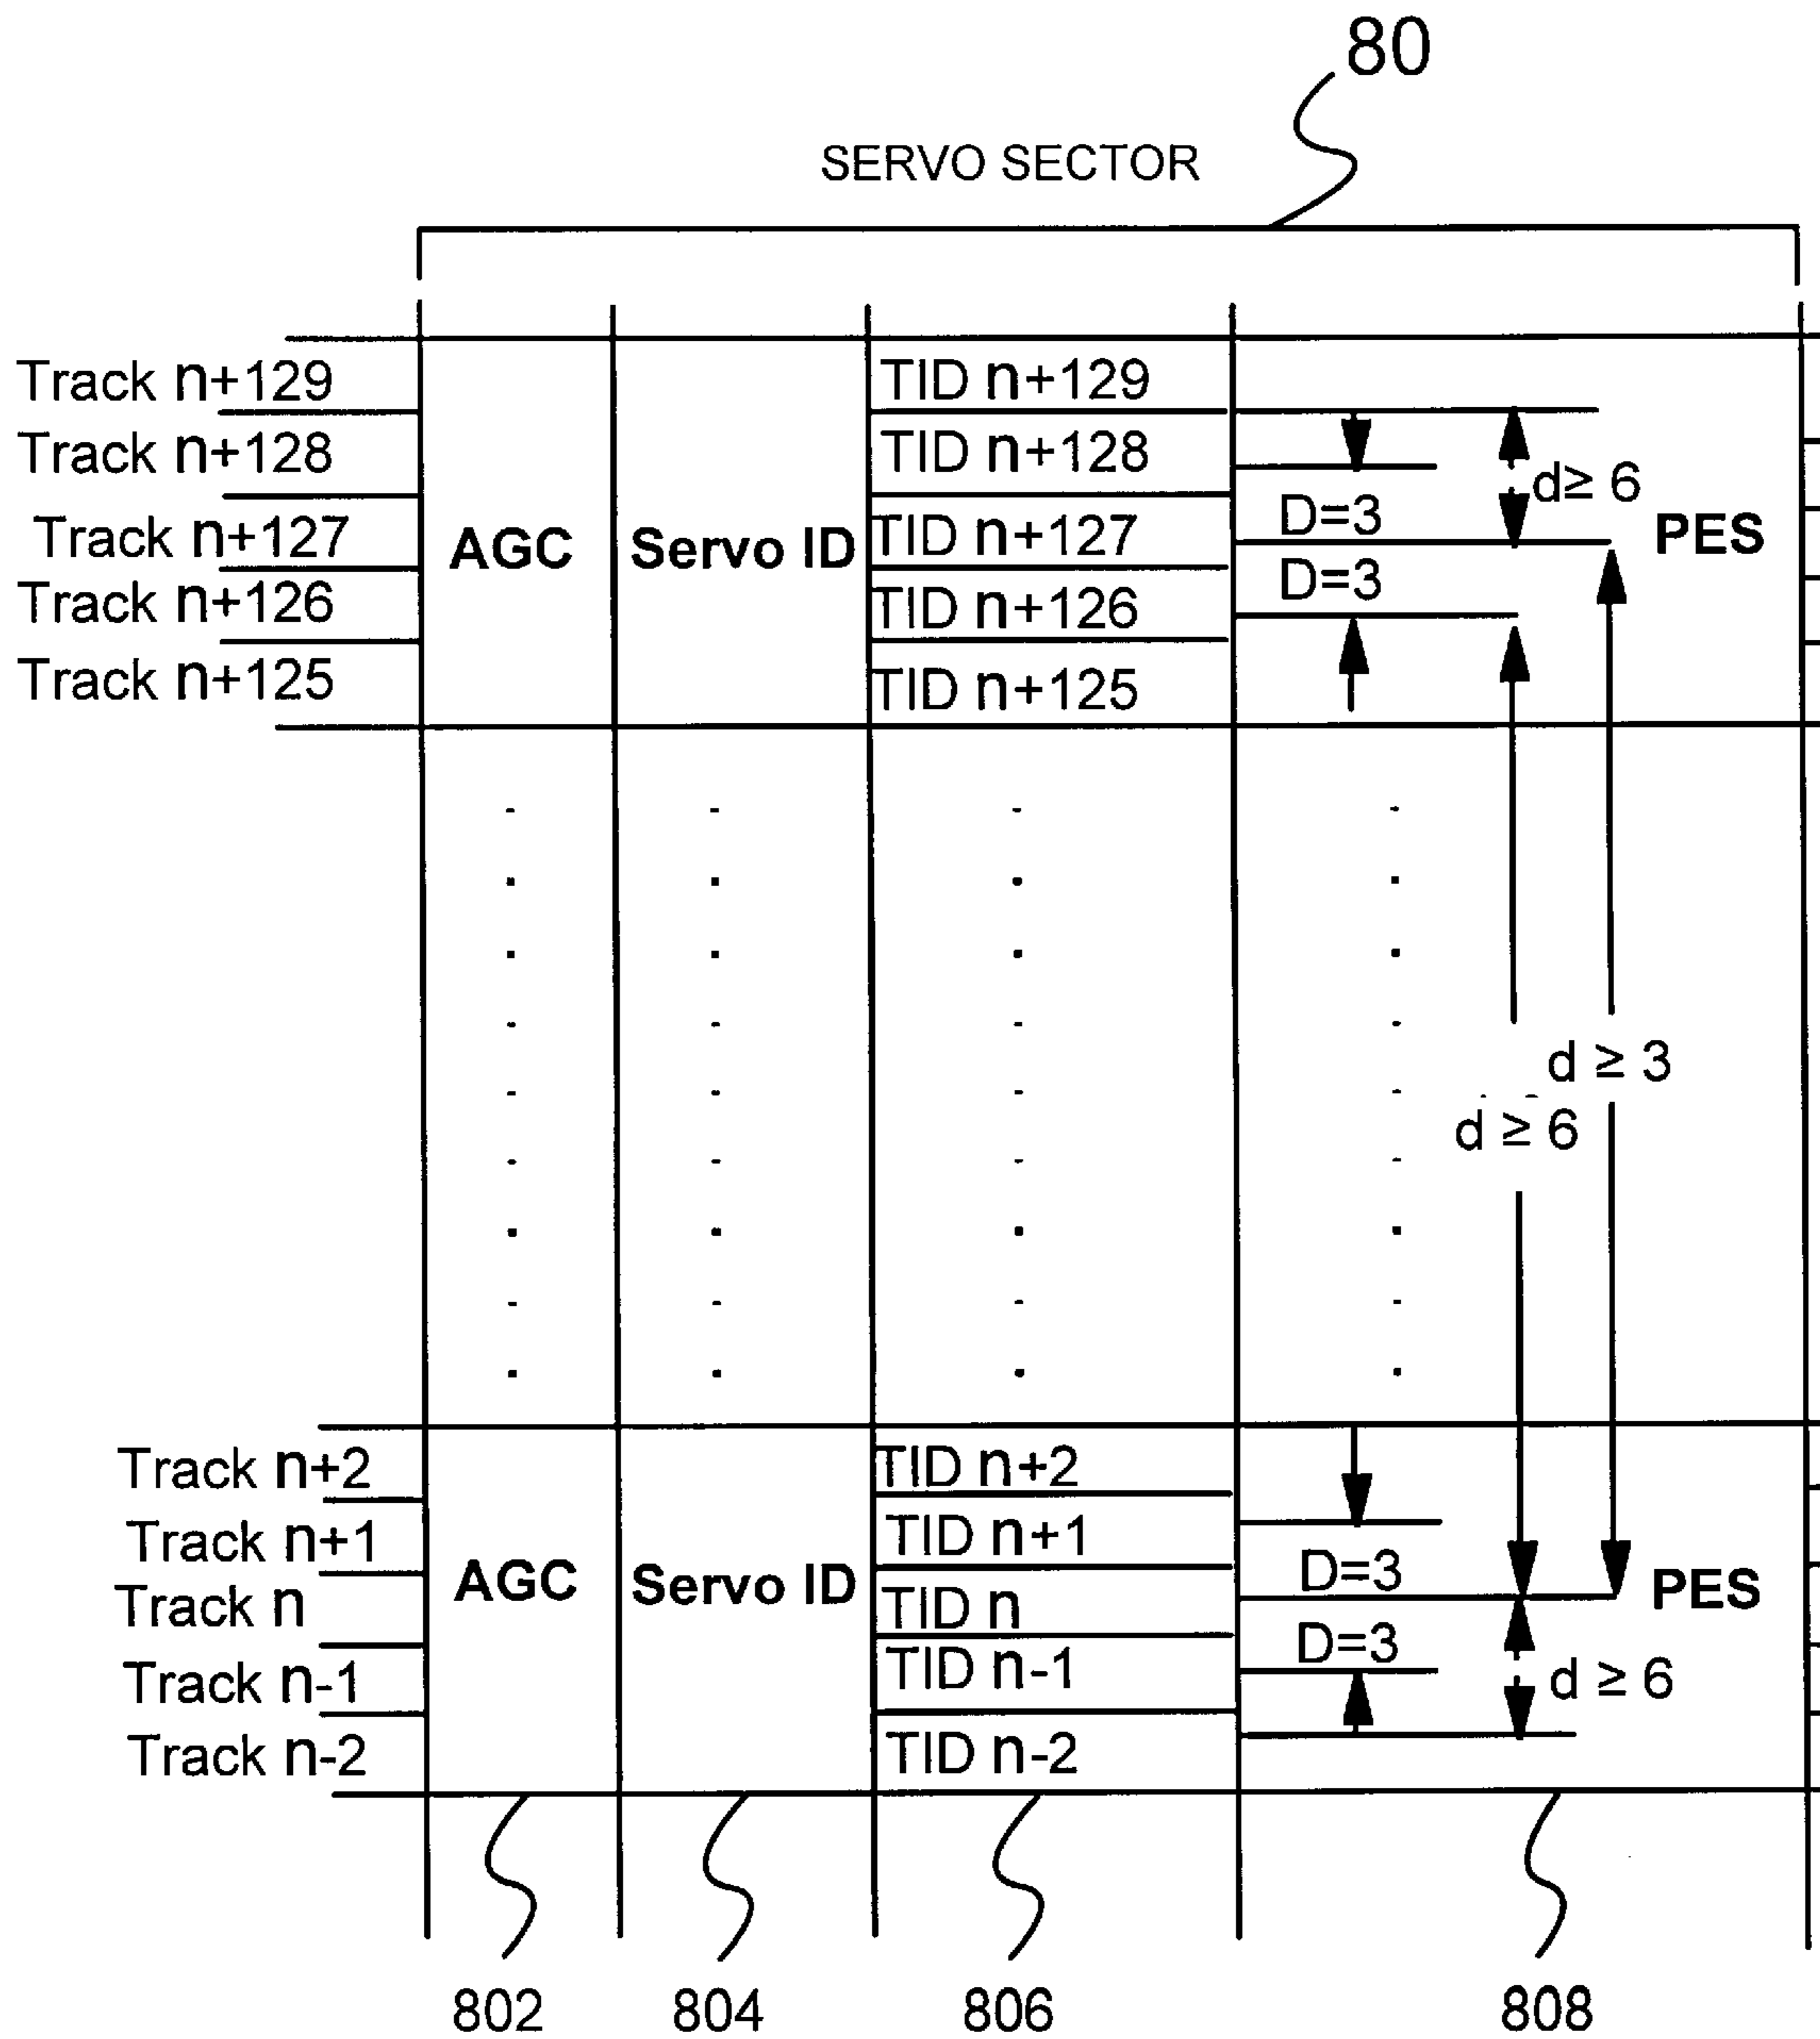 80
SERVO SECTOR
Track n+129
TID n+129
Track n+128
TID n+128
d≥ 6
D=3
Track n+127
AGC
Servo ID
TID n+127
PES
D=3
Track n+126
TID n+126
Track n+125
TID n+125
d ≥ 3
d ≥ 6
Track n+2
TID n+2
Track n+1
TID n+1
D=3
AGC
Servo ID
PES
Track n
TID n
D=3
Track n-1
TID n-1
d ≥ 6
Track n-2
TID n-2
802
804
806
808